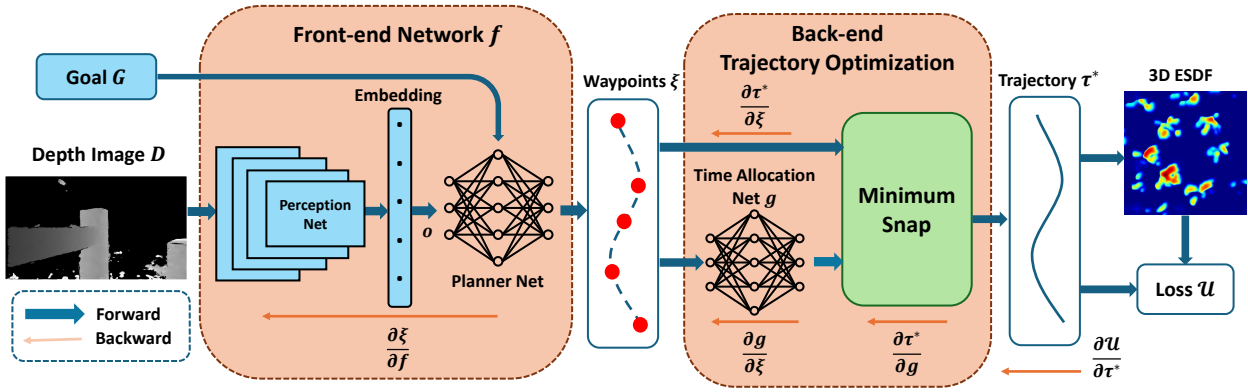 Front-end Network f
Goal G
Embedding
Depth Image D
Perception
Net
o
Planner Net
∂ξ
∂f
Forward
Backward
Waypoints ξ
Back-end
Trajectory Optimization
∂τ*
∂ξ
Time Allocation
Net g
Minimum
Snap
∂g
∂ξ
∂τ*
∂g
Trajectory τ*
3D ESDF
Loss 𝒰
∂𝒰
∂τ*